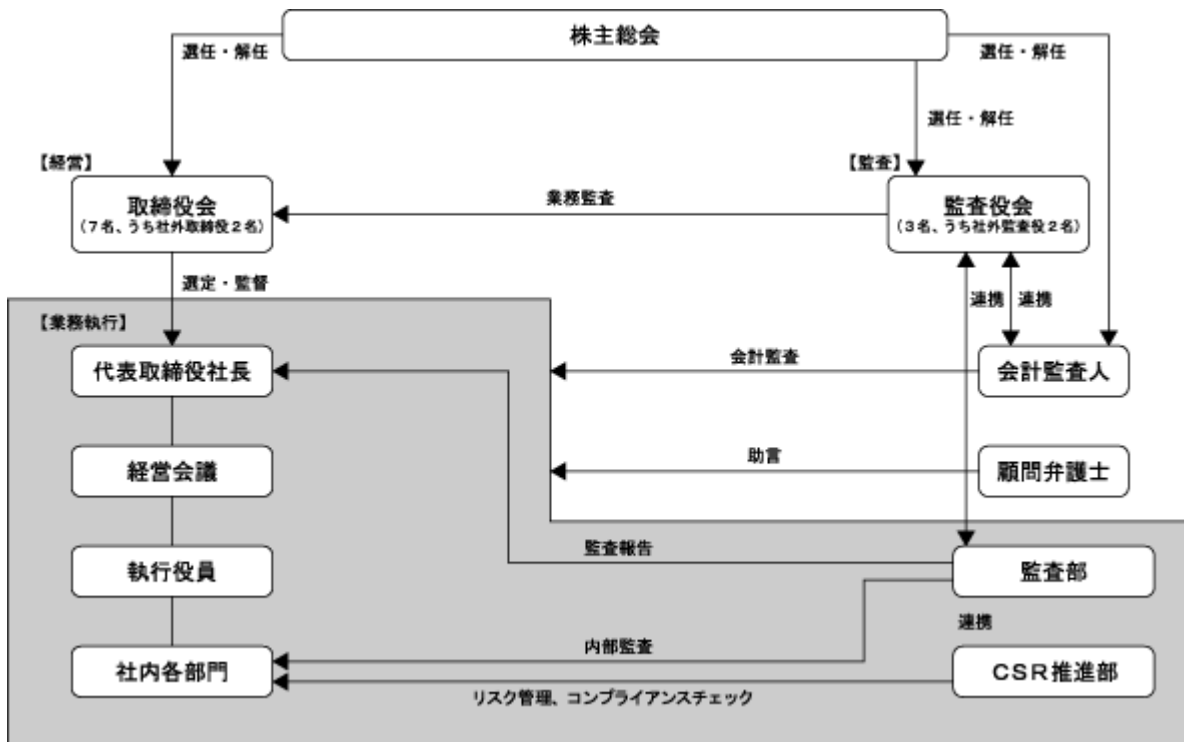 株主総会
選任・解任
選任・解任
選任・解任
【経営】
【監査】
取締役会
(７名、うち社外取締役２名)
業務監査
監査役会
(３名、うち社外監査役２名)
選定・監督
連携
連携
【業務執行】
代表取締役社長
会計監査
会計監査人
経営会議
助言
顧問弁護士
監査報告
執行役員
監査部
連携
内部監査
社内各部門
ＣＳＲ推進部
リスク管理、コンプライアンスチェック